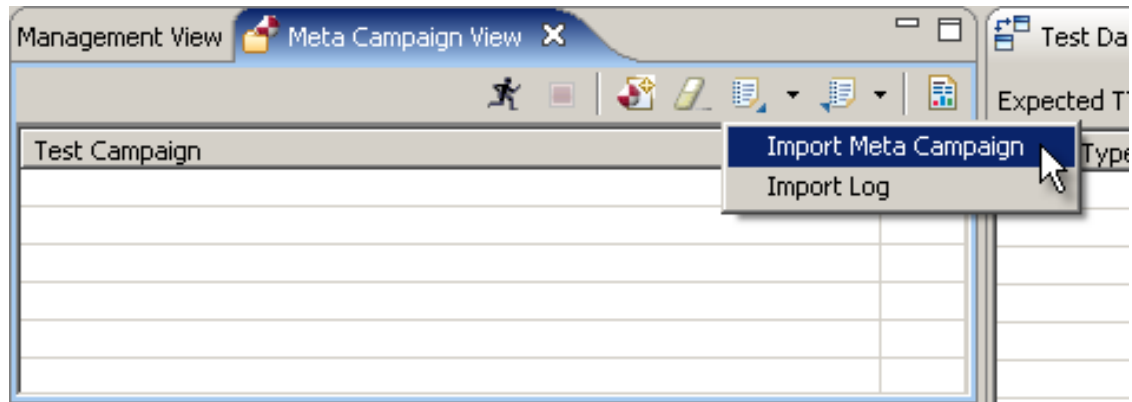 Management View Meta Campaign View
Test Da
Expected T
Test Campaign
Import Meta Campaign
Import Log
Type